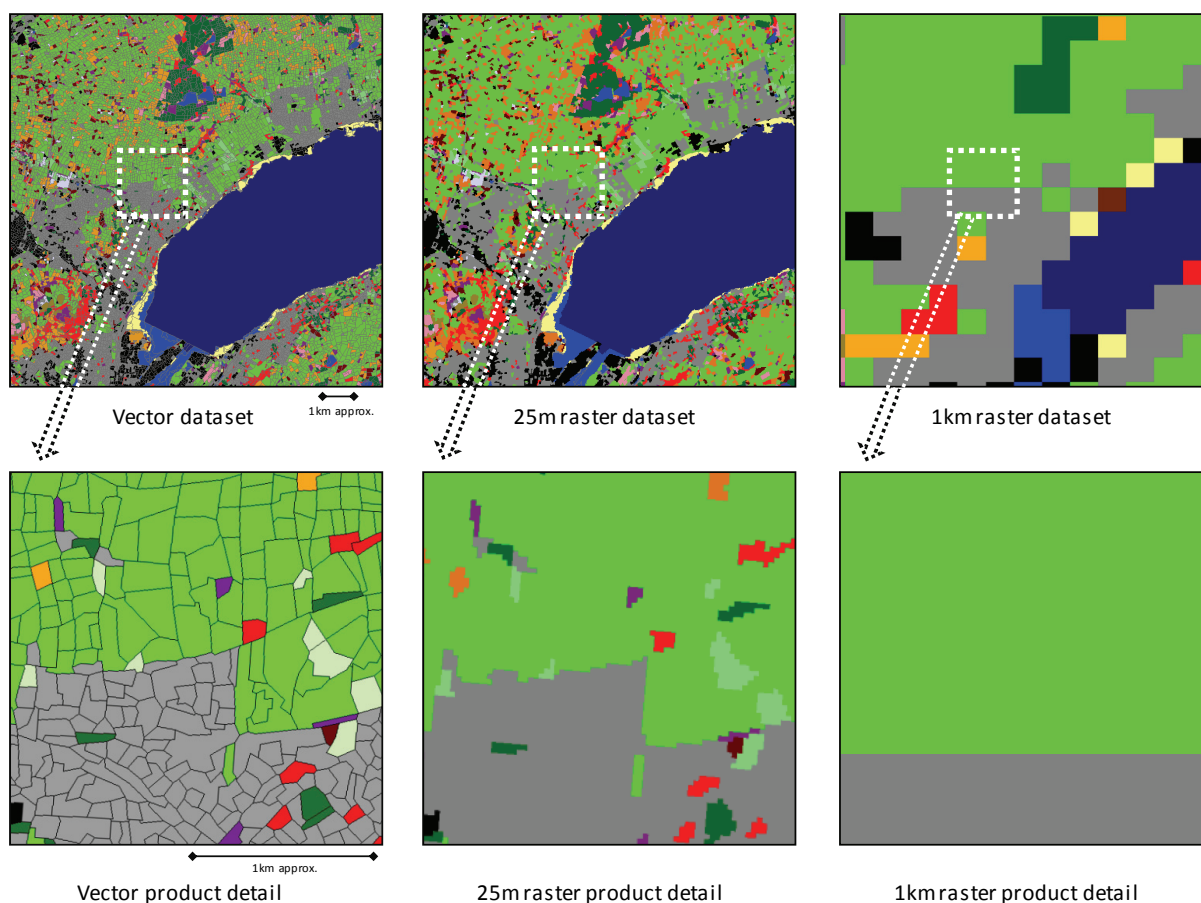 1km approx.
Vector dataset
25m raster dataset
1km raster dataset
1km approx.
Vector product detail
25m raster product detail
1km raster product detail